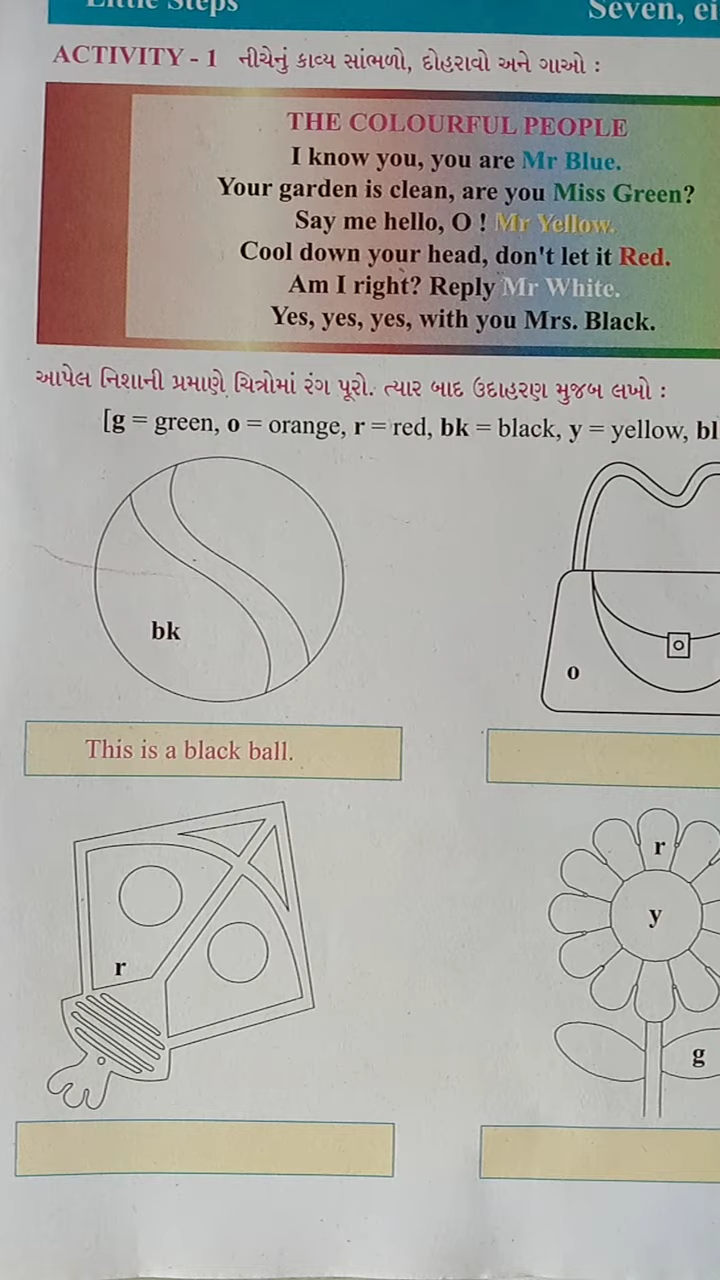 Little Steps
Seven, ei
ACTIVITY - 1 નીચેનું કાવ્ય સાંભળો, દોહરાવો અને ગાઓ :
THE COLOURFUL PEOPLE
I know you, you are Mr Blue.
Your garden is clean, are you Miss Green?
Say me hello, O ! Mr Yellow.
Cool down your head, don't let it Red.
Am I right? Reply Mr White.
Yes, yes, yes, with you Mrs. Black.
આપેલ નિશાની પ્રમાણે ચિત્રોમાં રંગ પૂરો. ત્યાર બાદ ઉદાહરણ મુજબ લખો :
[g = green, o = orange, r = red, bk = black, y = yellow, bl
bk
o
This is a black ball.
r
y
r
g